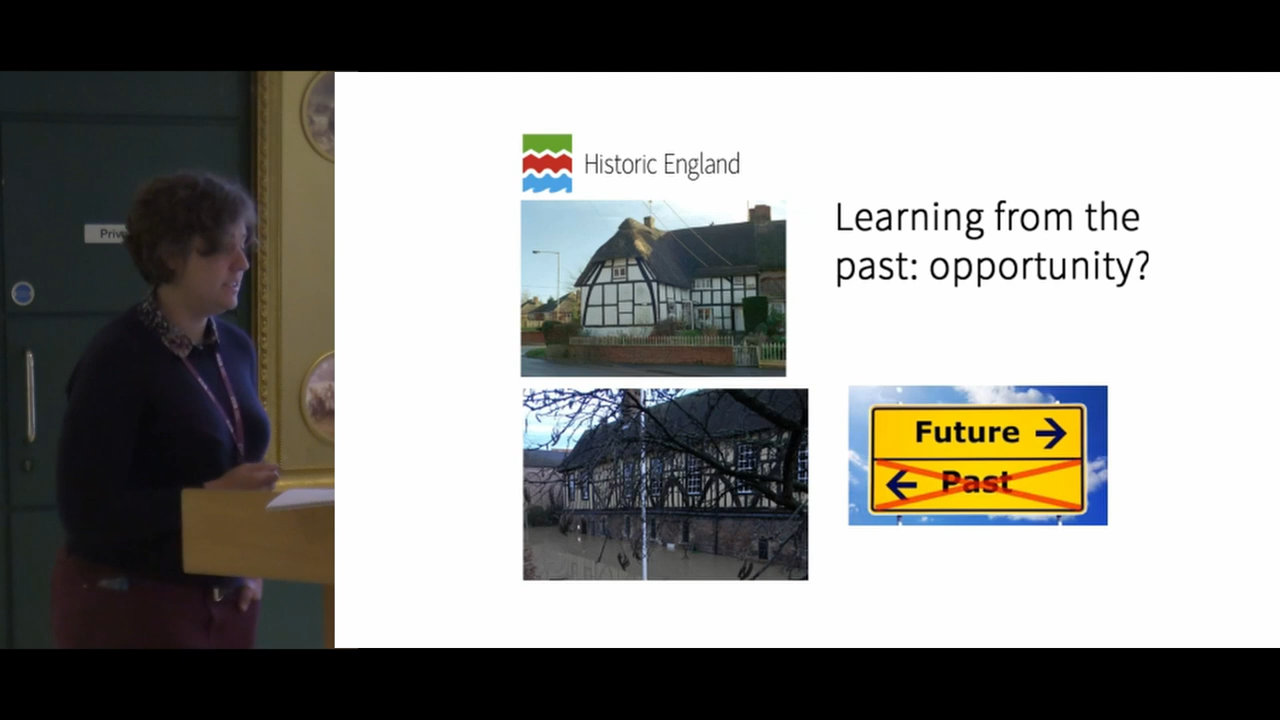 Historic England
Learning from the
past: opportunity?
Future
Past